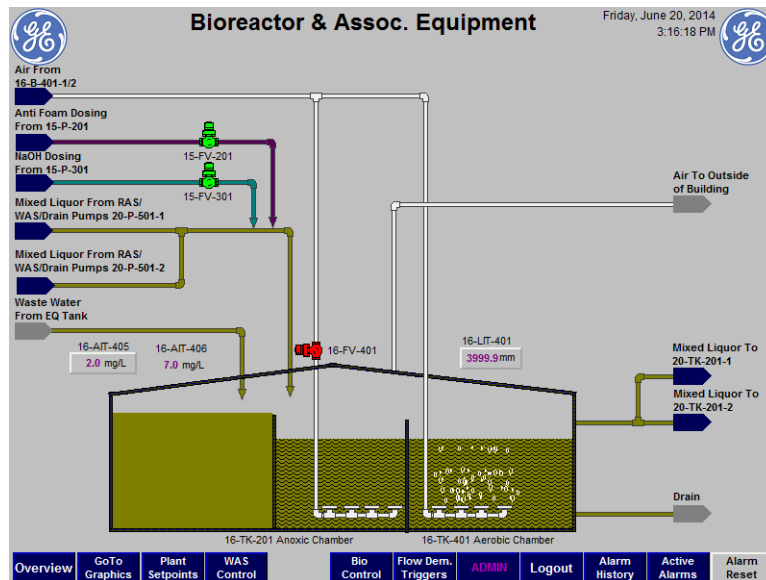 Bioreactor & Assoc. Equipment
Friday, June 20, 2014
3:16:18 PM
GE
GE
Air From
16-B-401-1/2
Anti Foam Dosing
From 15-P-201
15-FV-201
NaOH Dosing
From 15-P-301
15-FV-301
Air To Outside
of Building
Mixed Liquor From RAS/
WAS/Drain Pumps 20-P-501-1
Mixed Liquor From RAS/
WAS/Drain Pumps 20-P-501-2
Waste Water
From EQ Tank
16-AIT-405
2.0 mg/L
16-AIT-406
7.0 mg/L
16-FV-401
16-LIT-401
3999.9mm
Mixed Liquor To
20-TK-201-1
Mixed Liquor To
20-TK-201-2
Drain
16-TK-201 Anoxic Chamber
16-TK-401 Aerobic Chamber
Overview
GoTo
Graphics
Plant
Setpoints
WAS
Control
Bio
Control
Flow Dem.
Triggers
ADMIN
Logout
Alarm
History
Active
Alarms
Alarm
Reset